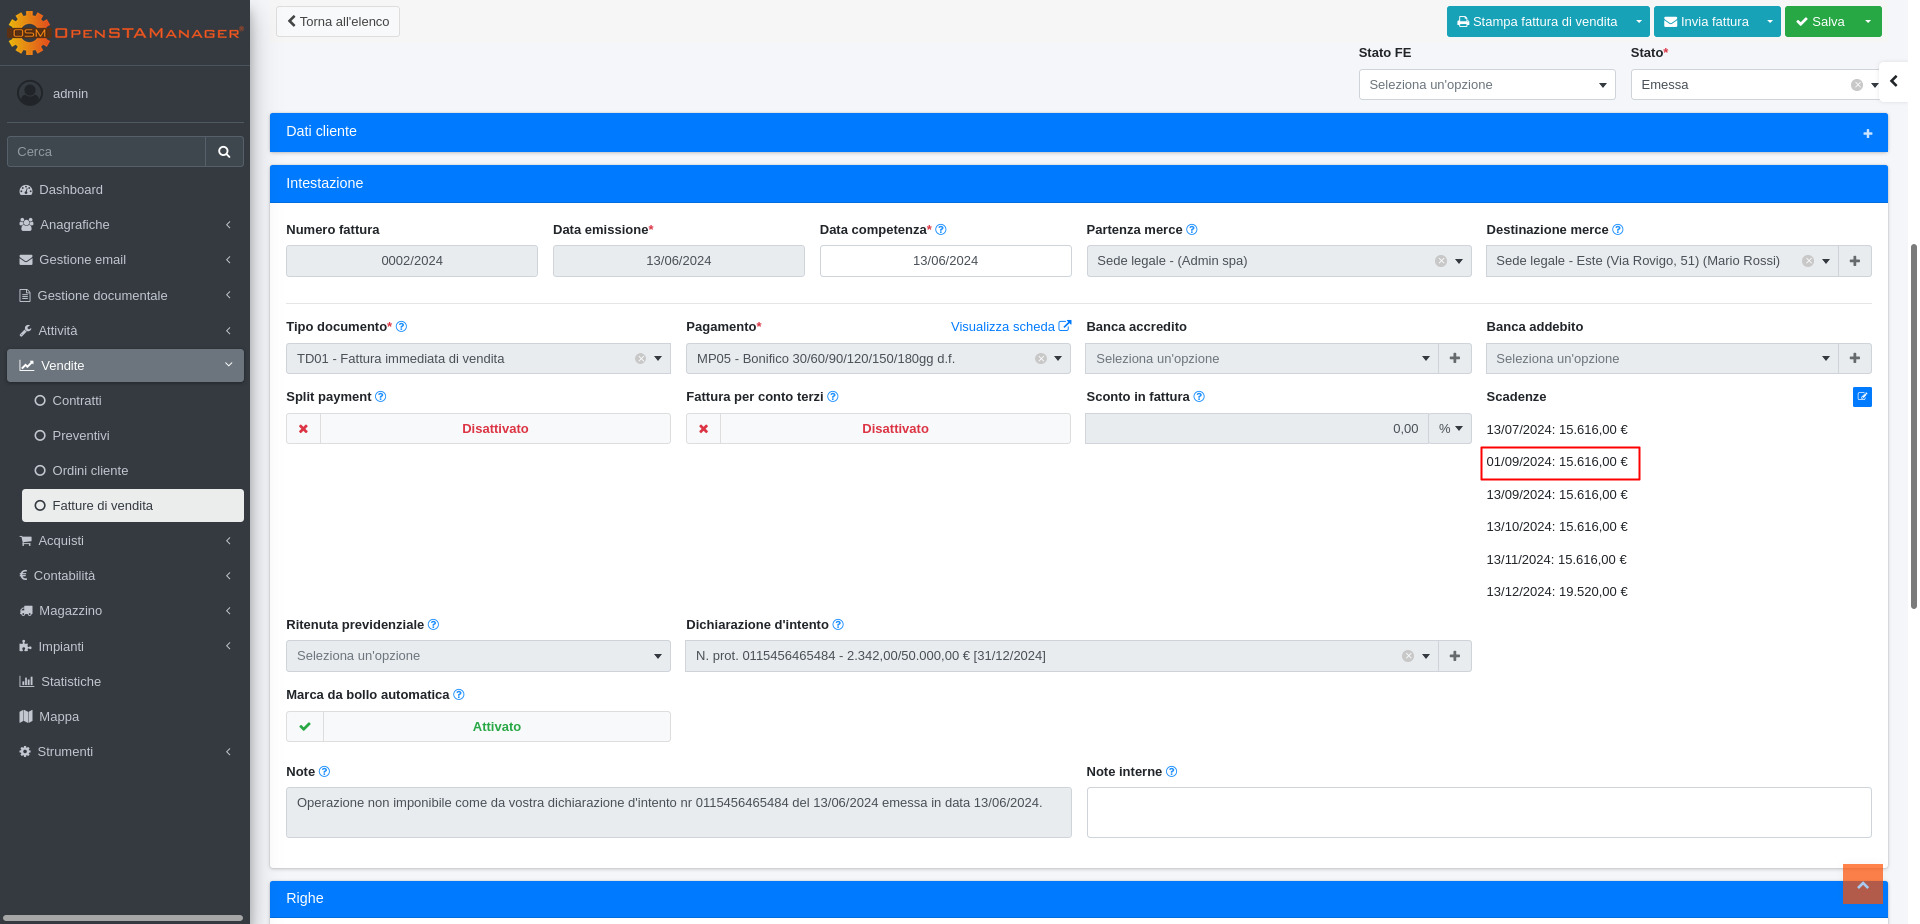 OSM OpenSTAManager®
admin
Cerca
Dashboard
Anagrafiche
Gestione email
Gestione documentale
Attività
Vendite
Contratti
Preventivi
Ordini cliente
Fatture di vendita
Acquisti
€ Contabilità
Magazzino
Impianti
Statistiche
Mappa
Strumenti
Torna all'elenco
Stampa fattura di vendita
Invia fattura
Salva
Stato FE
Stato*
Seleziona un'opzione
Emessa
Dati cliente
Intestazione
Numero fattura
Data emissione*
Data competenza*
Partenza merce
Destinazione merce
0002/2024
13/06/2024
13/06/2024
Sede legale - (Admin spa)
Sede legale - Este (Via Rovigo, 51) (Mario Rossi)
Tipo documento*
Pagamento*
Visualizza scheda
Banca accredito
Banca addebito
TD01 - Fattura immediata di vendita
MP05 - Bonifico 30/60/90/120/150/180gg d.f.
Seleziona un'opzione
Seleziona un'opzione
Split payment
Fattura per conto terzi
Sconto in fattura
Scadenze
Disattivato
Disattivato
0,00
%
13/07/2024: 15.616,00 €
01/09/2024: 15.616,00 €
13/09/2024: 15.616,00 €
13/10/2024: 15.616,00 €
13/11/2024: 15.616,00 €
13/12/2024: 19.520,00 €
Ritenuta previdenziale
Dichiarazione d'intento
Seleziona un'opzione
N. prot. 0115456465484 - 2.342,00/50.000,00 € [31/12/2024]
Marca da bollo automatica
Attivato
Note
Note interne
Operazione non imponibile come da vostra dichiarazione d'intento nr 0115456465484 del 13/06/2024 emessa in data 13/06/2024.
Righe